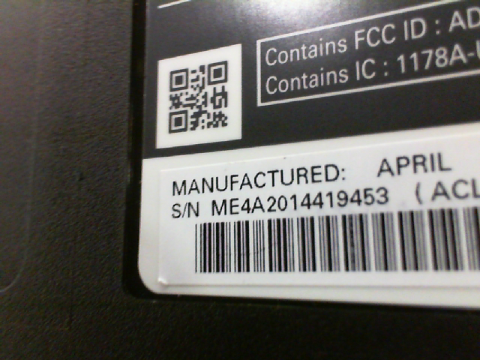 Contains FCC ID : AD
Contains IC : 1178A-
MANUFACTURED: APRIL
S/N ME4A2014419453 (ACL